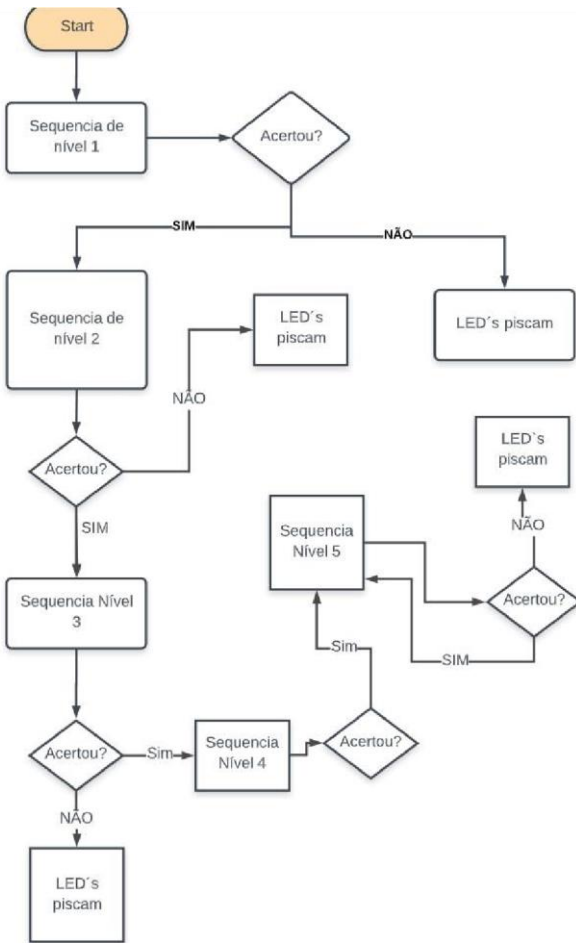 Start
Sequencia de
nível 1
Acertou?
SIM
NÃO
Sequencia de
nível 2
LED´s
piscam
LED´s piscam
NÃO
Acertou?
LED`s
piscam
SIM
Sequencia
Nível 5
NÃO
Sequencia Nível
3
Acertou?
Sim
SIM
Acertou?
Sim
Sequencia
Nível 4
Acertou?
NÃO
LED´s
piscam